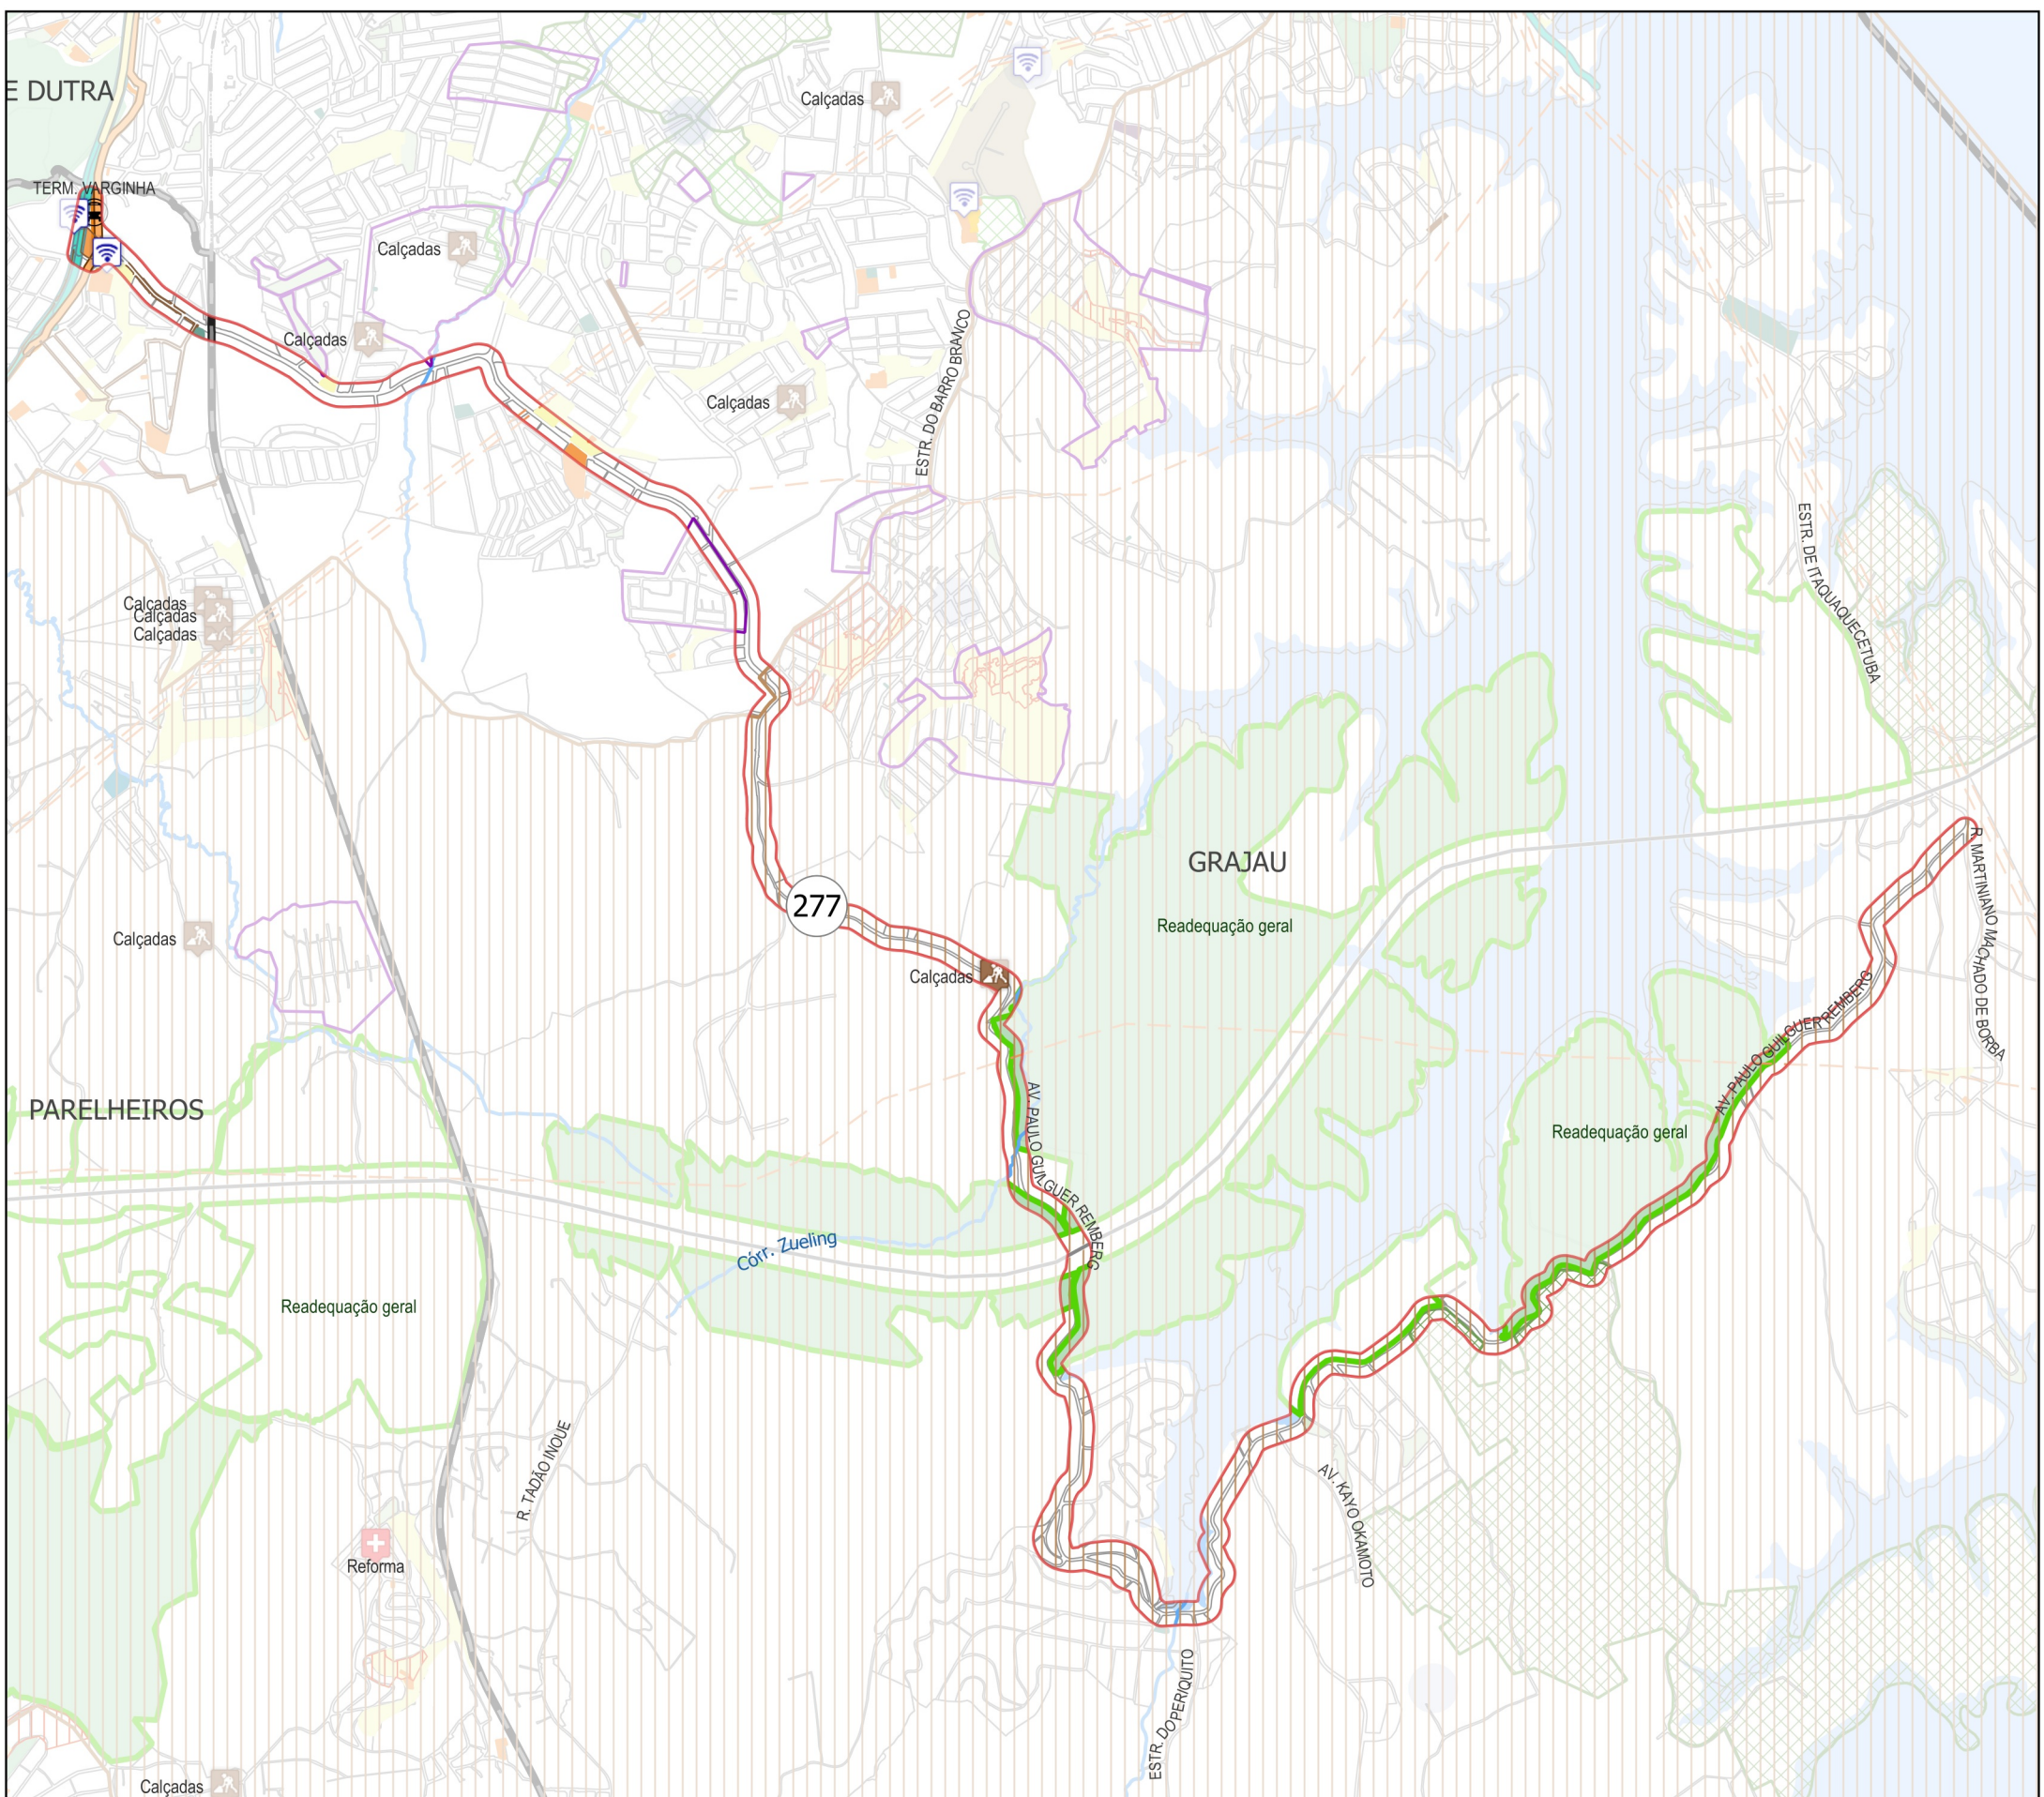 E DUTRA
Calçadas
TERM. VARGINHA
Calçadas
Calçadas
Calçadas
ESTR. DO BARRO BRANCO
ESTR. DE ITAQUAQUECETUBA
Calçadas
Calçadas
Calçadas
GRAJAU
277
Readequação geral
Calçadas
Calçadas
R MARTINIANO MACHADO DE BORBA
AV. PAULO GUILGUER REMBERG
AV. PAULO GUILGUER REMBERG
PARELHEIROS
Readequação geral
Córr. Zueling
Readequação geral
R. TADÃO INOUE
AV. KAYO OKAMOTO
Reforma
ESTR. DO PERIQUITO
Calçadas